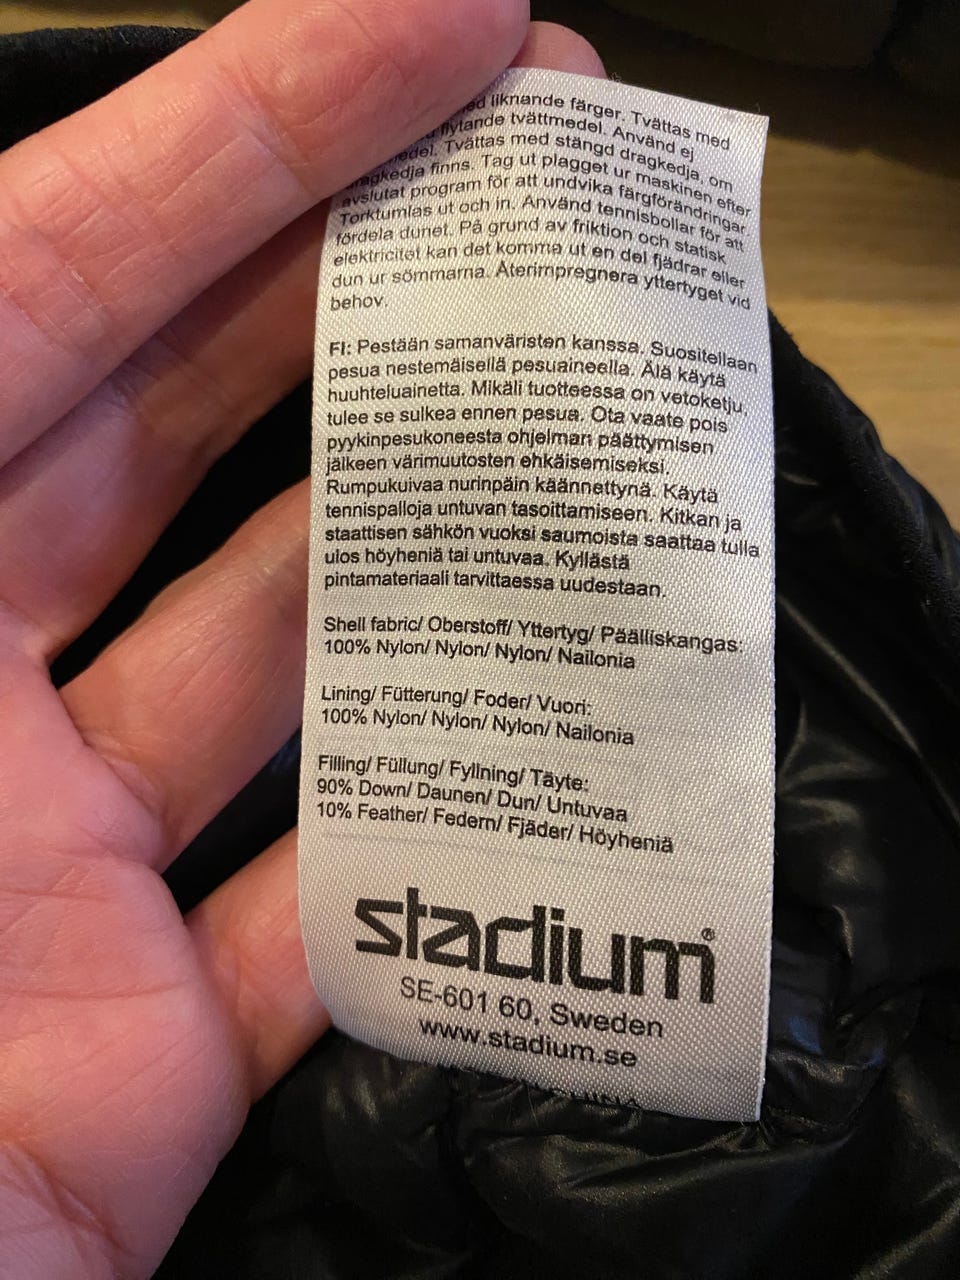 liknande färger. Tvättas med
flytande tvättmedel. Använd ej
Tvättas med stängd dragkedja, om
dragkedja finns. Tag ut plagget ur maskinen efter
avslutat program för att undvika färgförändringar
Torktumlas ut och in. Använd tennisbollar för att
fördela dunet. På grund av friktion och statisk
elektricitet kan det komma ut en del fjädrar eller
dun ur sömmarna. Återimpregnera yttertyget vid
behov.
FI: Pestään samanväristen kanssa. Suositellaan
pesua nestemäisellä pesuaineella. Älä käytä
huuhteluainetta. Mikäli tuotteessa on vetoketju,
tulee se sulkea ennen pesua. Ota vaate pois
pyykinpesukoneesta ohjelman päättymisen
jälkeen värimuutosten ehkäisemiseksi.
Rumpukuivaa nurinpäin käännettynä. Käytä
tennispalloja untuvan tasoittamiseen. Kitkan ja
staattisen sähkön vuoksi saumoista saattaa tulla
ulos höyheniä tai untuvaa. Kyllästä
pintamateriaali tarvittaessa uudestaan.
Shell fabric/ Oberstoff/ Yttertyg/ Päälliskangas:
100% Nylon/ Nylon/ Nylon/ Nailonia
Lining/ Fütterung/ Foder/ Vuori:
100% Nylon/ Nylon/ Nylon/ Nailonia
Filling/ Füllung/ Fyllning/ Täyte:
90% Down/ Daunen/ Dun/ Untuvaa
10% Feather/ Federn/ Fjäder/ Höyheniä
stadium®
SE-601 60, Sweden
www.stadium.se